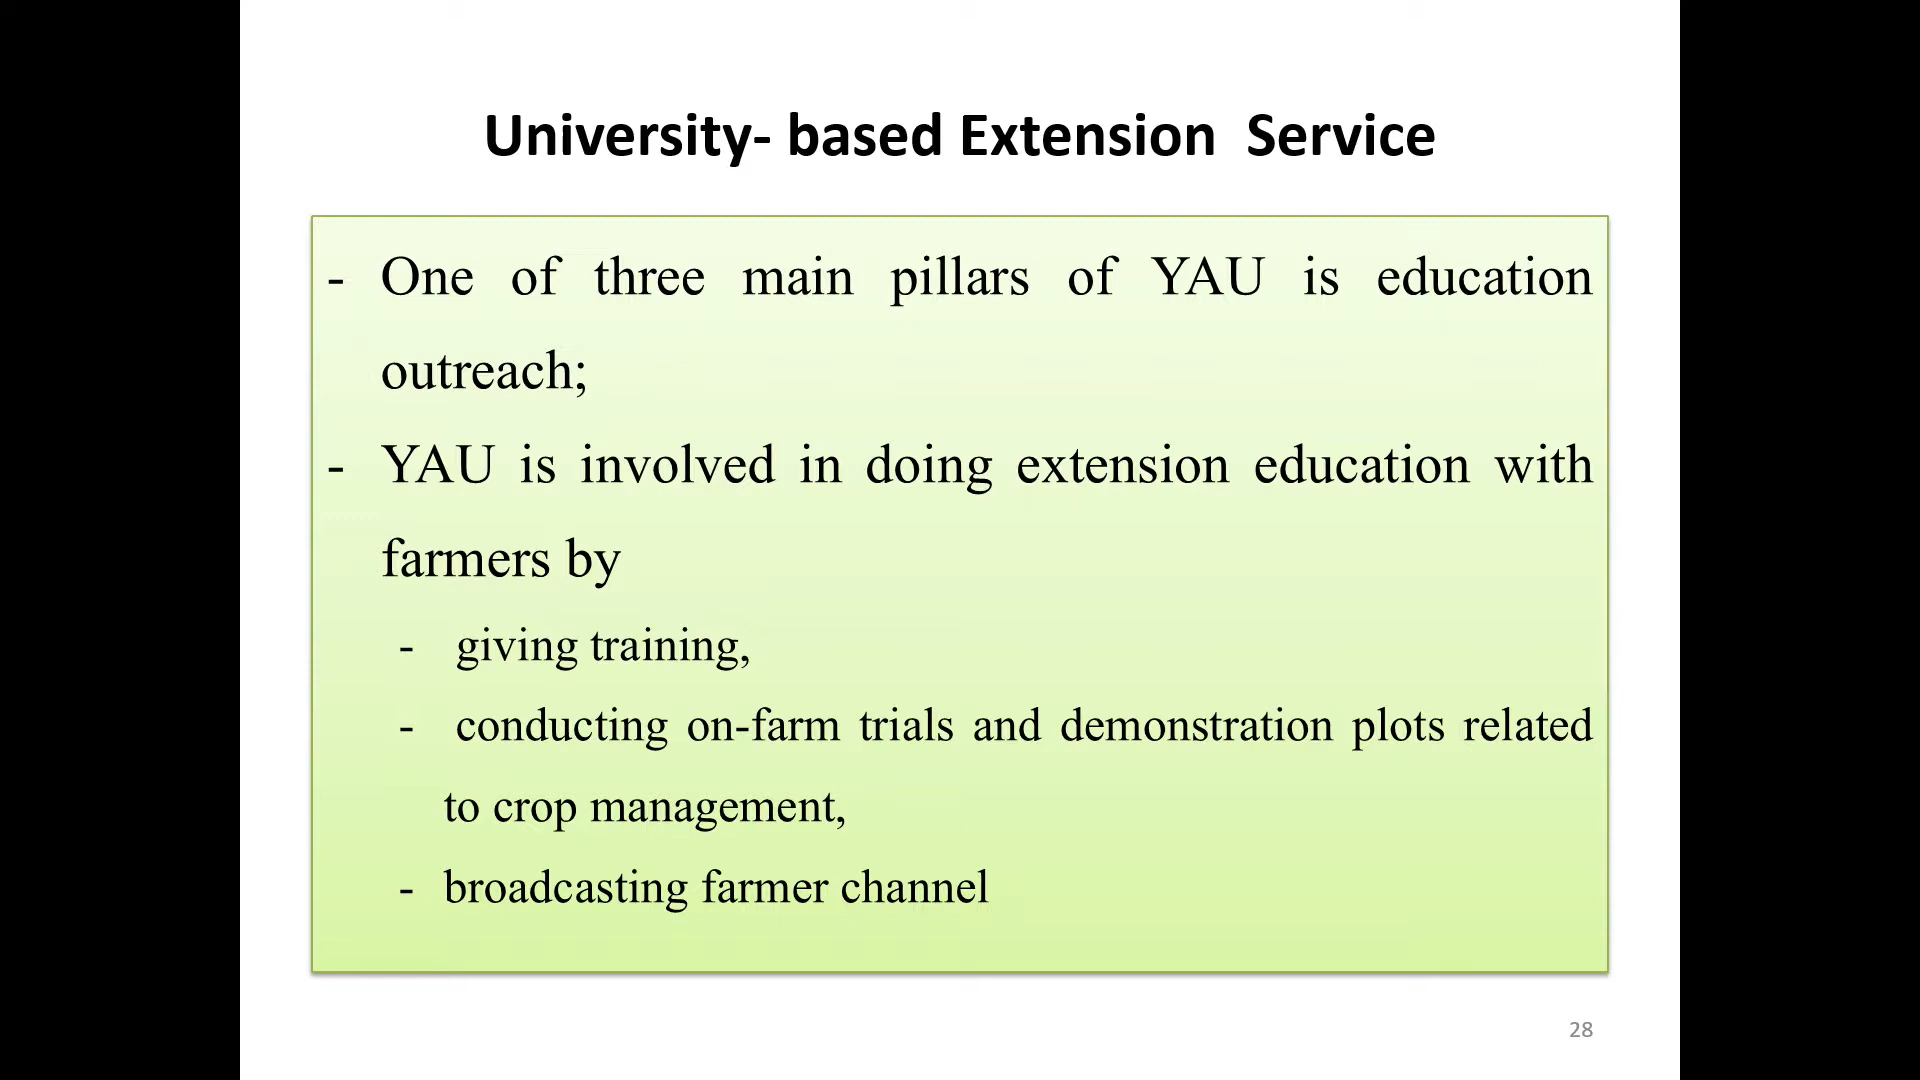 University- based Extension  Service
- One of three main pillars of YAU is education
outreach;
- YAU is involved in doing extension education with
farmers by
- giving training,
- conducting on-farm trials and demonstration plots related
to crop management,
- broadcasting farmer channel
28